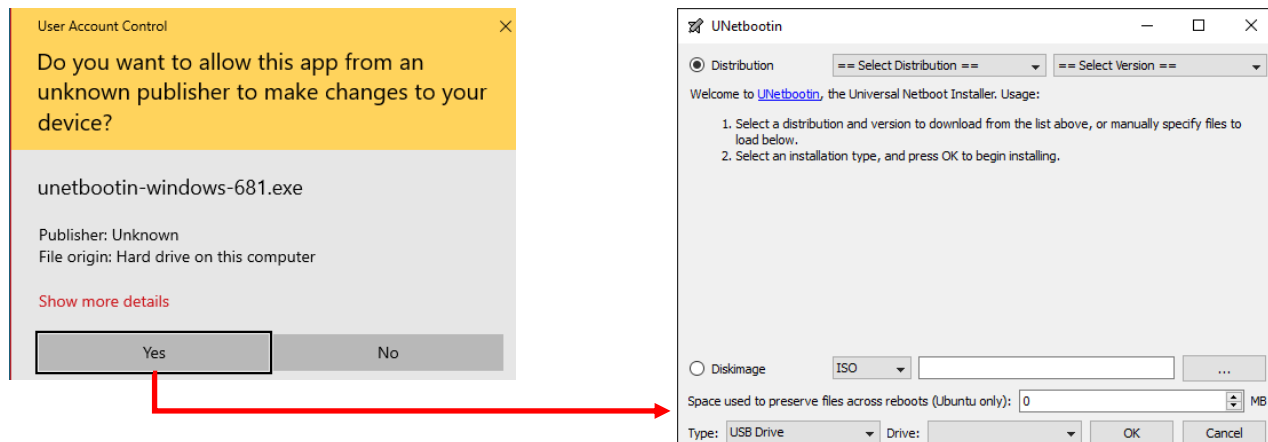 User Account Control
Do you want to allow this app from an
unknown publisher to make changes to your
device?
unetbootin-windows-681.exe
Publisher: Unknown
File origin: Hard drive on this computer
Show more details
Yes
No
UNetbootin
Distribution
== Select Distribution ==
== Select Version ==
Welcome to UNetbootin, the Universal Netboot Installer. Usage:
1. Select a distribution and version to download from the list above, or manually specify files to
load below.
2. Select an installation type, and press OK to begin installing.
Diskimage
ISO
...
Space used to preserve files across reboots (Ubuntu only):
0
MB
Type:
USB Drive
Drive:
OK
Cancel